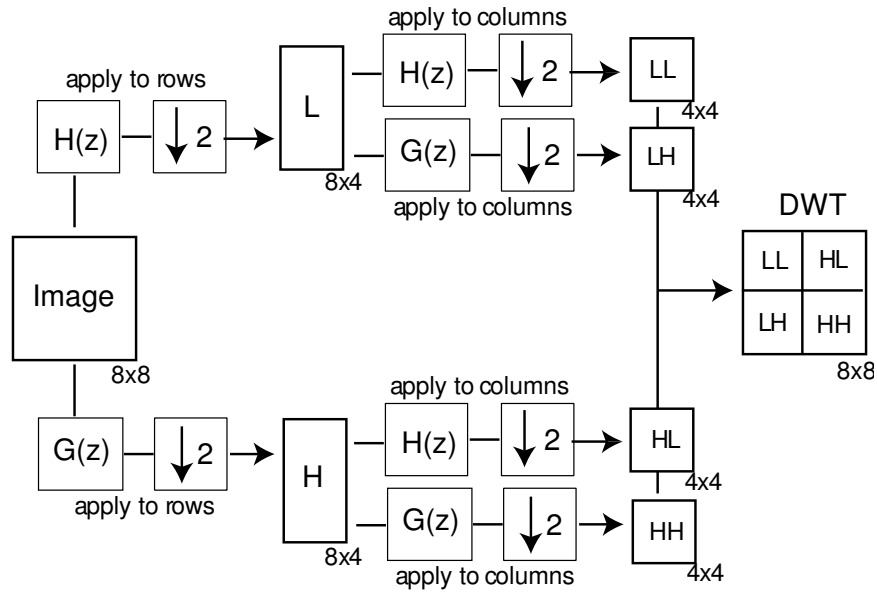 apply to columns
apply to rows
H(z)
2
L
8x4
H(z)
2
LL
4x4
G(z)
2
LH
4x4
apply to columns
Image
8x8
DWT
LL HL
LH HH
8x8
apply to columns
G(z)
2
apply to rows
H
8x4
H(z)
2
HL
4x4
G(z)
2
HH
4x4
apply to columns